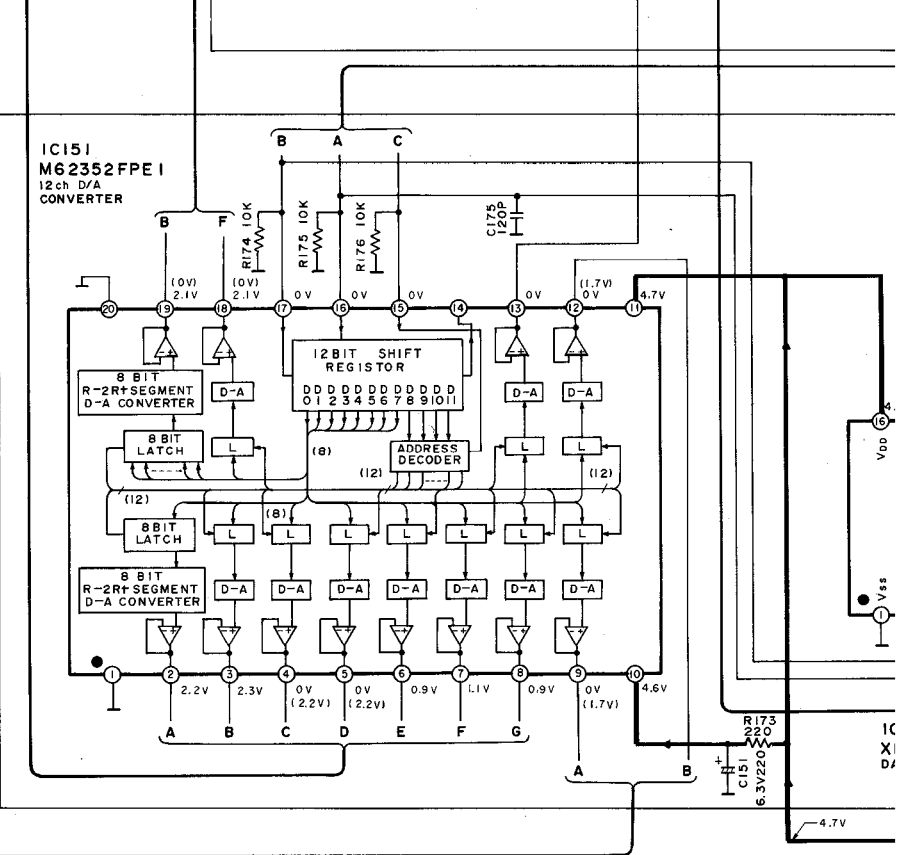 IC151
M62352FPE1
12ch D/A
CONVERTER
B A C
B F
R174 10K
R175 10K
R176 10K
C175
120P
(0V)
2.1V
(0V)
2.1V
0V
0V
0V
0V
(1.7V)
0V
4.7V
20 19 18 17 16 15 14 13 12 11
12BIT SHIFT
REGISTOR
D D D D D D D D D D D D
0 1 2 3 4 5 6 7 8 9 10 11
8 BIT
R-2R+SEGMENT
D-A CONVERTER
D-A
D-A
D-A
8 BIT
LATCH
L
(8)
ADDRESS
DECODER
L
L
(12)
(12)
(12)
(8)
8BIT
LATCH
L L L L L L L
8 BIT
R-2R+SEGMENT
D-A CONVERTER
D-A D-A D-A D-A D-A D-A D-A
1 2 3 4 5 6 7 8 9 10
2.2V
2.3V
0V
(2.2V)
0V
(2.2V)
0.9V
1.1V
0.9V
0V
(1.7V)
4.6V
A B C D E F G
A B
R173
220
C151
6.3V220
+
4.7V
4.
16
VDD
Vss
1
IC
X
DA